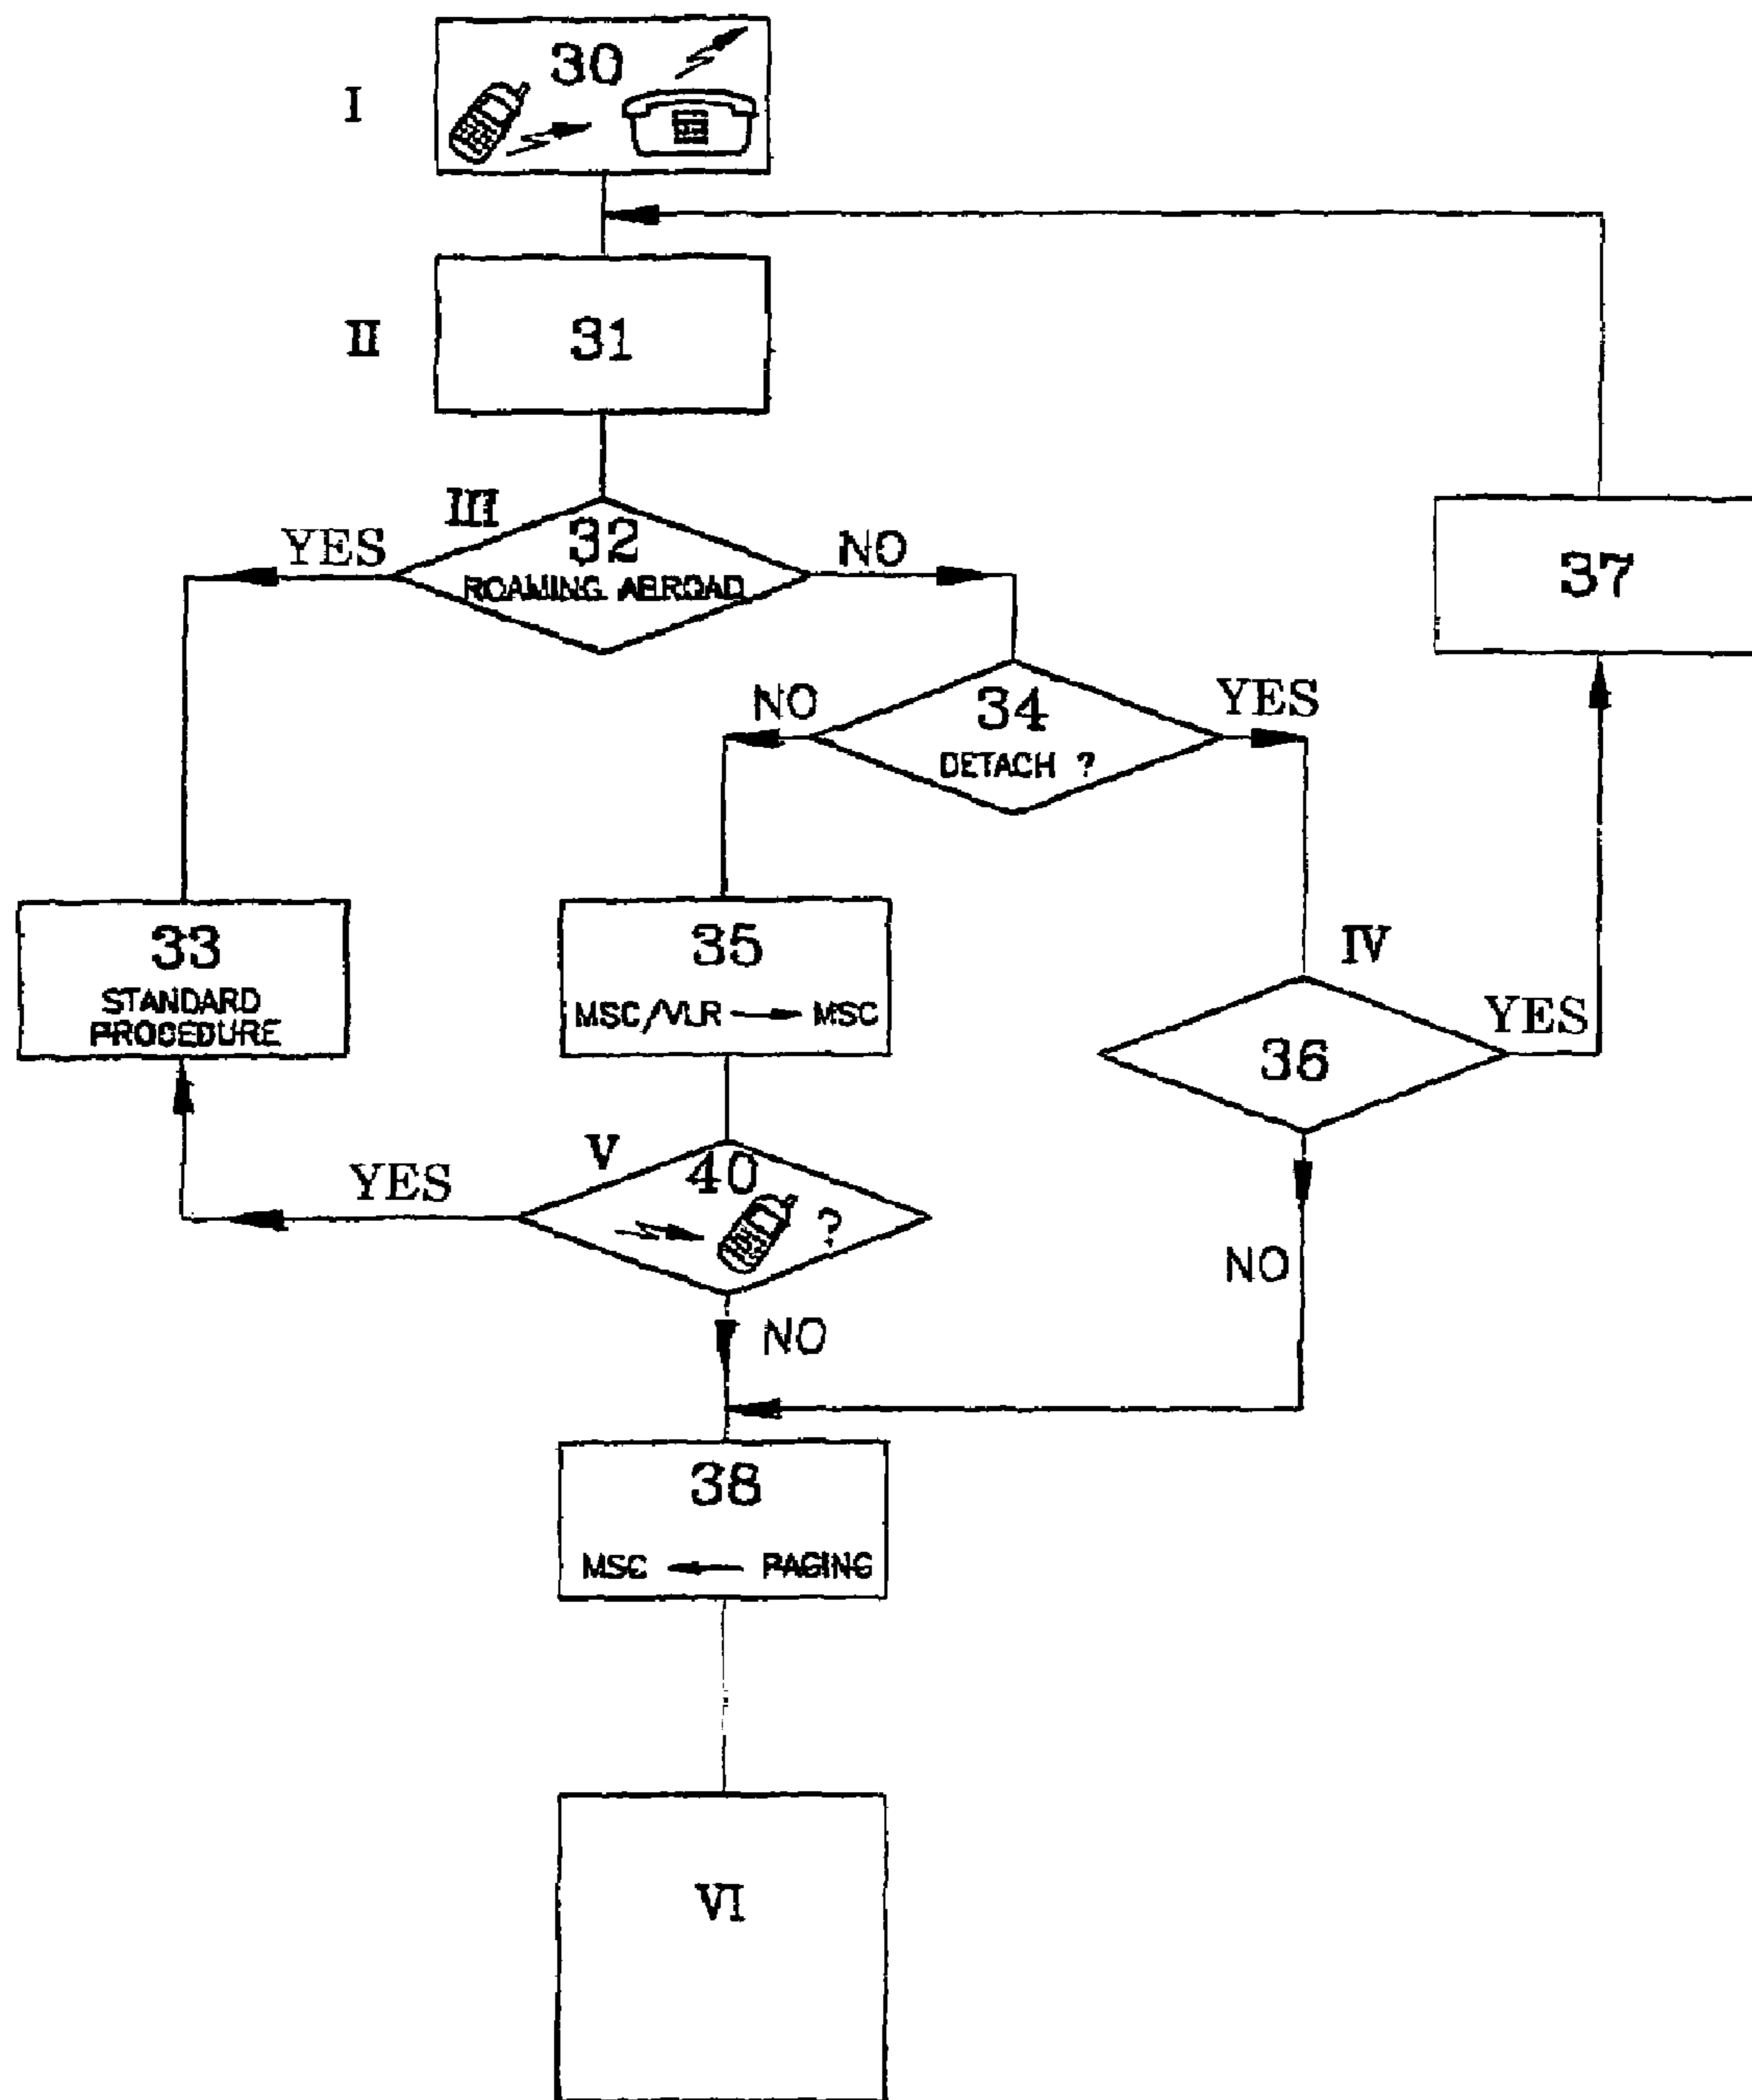 30
I
II
31
III
YES
32
NO
ROAMING ABROAD
37
NO
34
YES
DETACH ?
33
STANDARD
PROCEDURE
35
MSC/VLR MSC
IV
YES
36
V
40
YES
?
NO
NO
38
MSC PAGING
VI